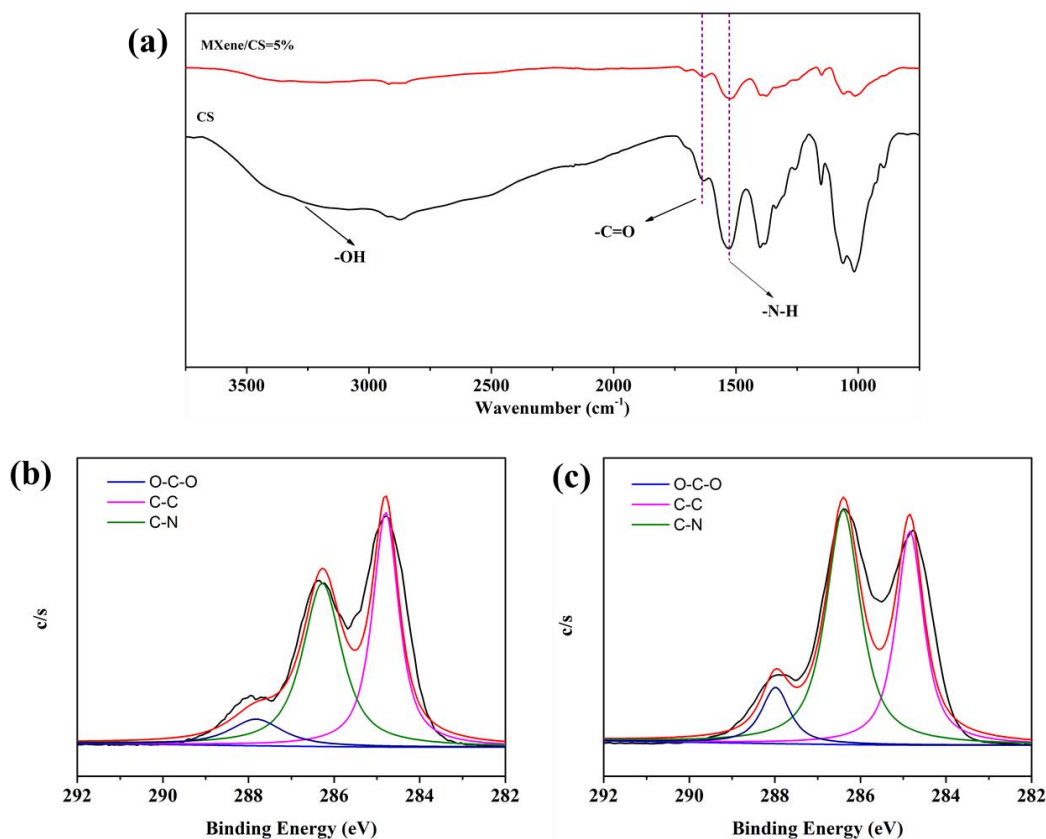 (a)
MXene/CS=5%
CS
-OH
-C=O
-N-H
3500 3000 2500 2000 1500 1000
Wavenumber (cm-1)
(b)
O-C-O
C-C
C-N
c/s
292 290 288 286 284 282
Binding Energy (eV)
(c)
O-C-O
C-C
C-N
c/s
292 290 288 286 284 282
Binding Energy (eV)